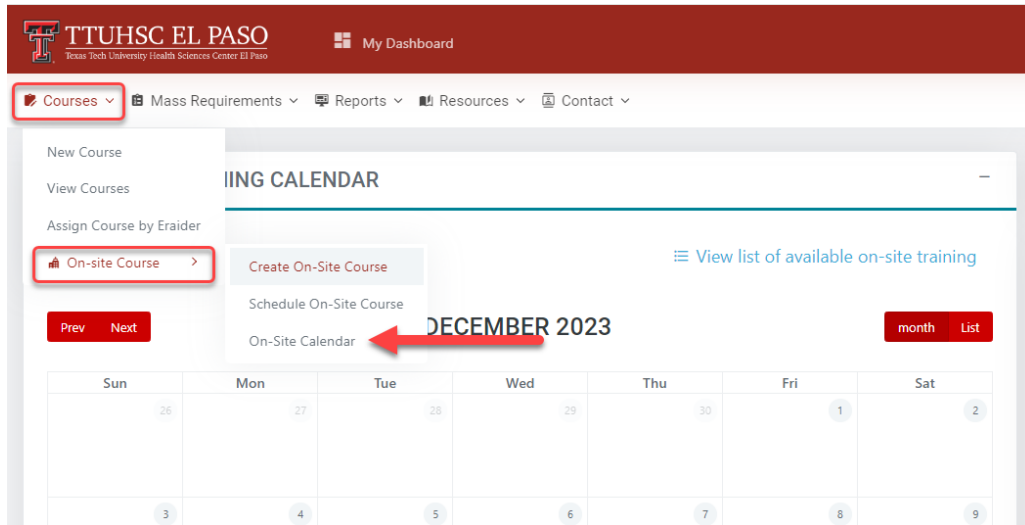 TTUHSC EL PASO
Texas Tech University Health Sciences Center El Paso
My Dashboard
Courses
Mass Requirements
Reports
Resources
Contact
New Course
View Courses
Assign Course by Eraider
On-site Course
Create On-Site Course
Schedule On-Site Course
On-Site Calendar
ING CALENDAR
View list of available on-site training
Prev Next
DECEMBER 2023
month List
Sun Mon Tue Wed Thu Fri Sat
26 27 28 29 30 1 2
3 4 5 6 7 8 9